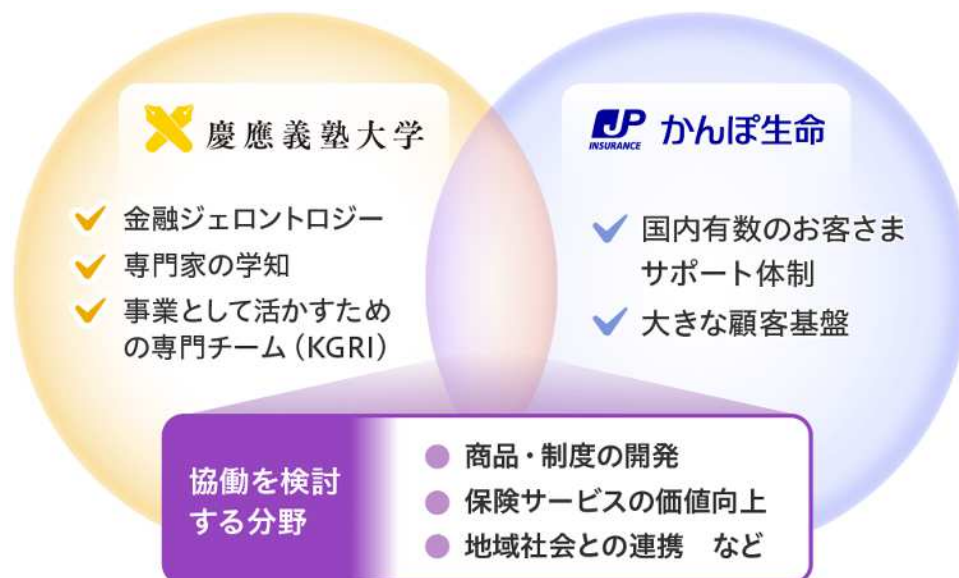 慶應義塾大学
金融ジェロントロジー
専門家の学知
事業として活かすため
の専門チーム（KGRI）
JP
INSURANCE
かんぽ生命
国内有数のお客さま
サポート体制
大きな顧客基盤
協働を検討
する分野
商品・制度の開発
保険サービスの価値向上
地域社会との連携　など